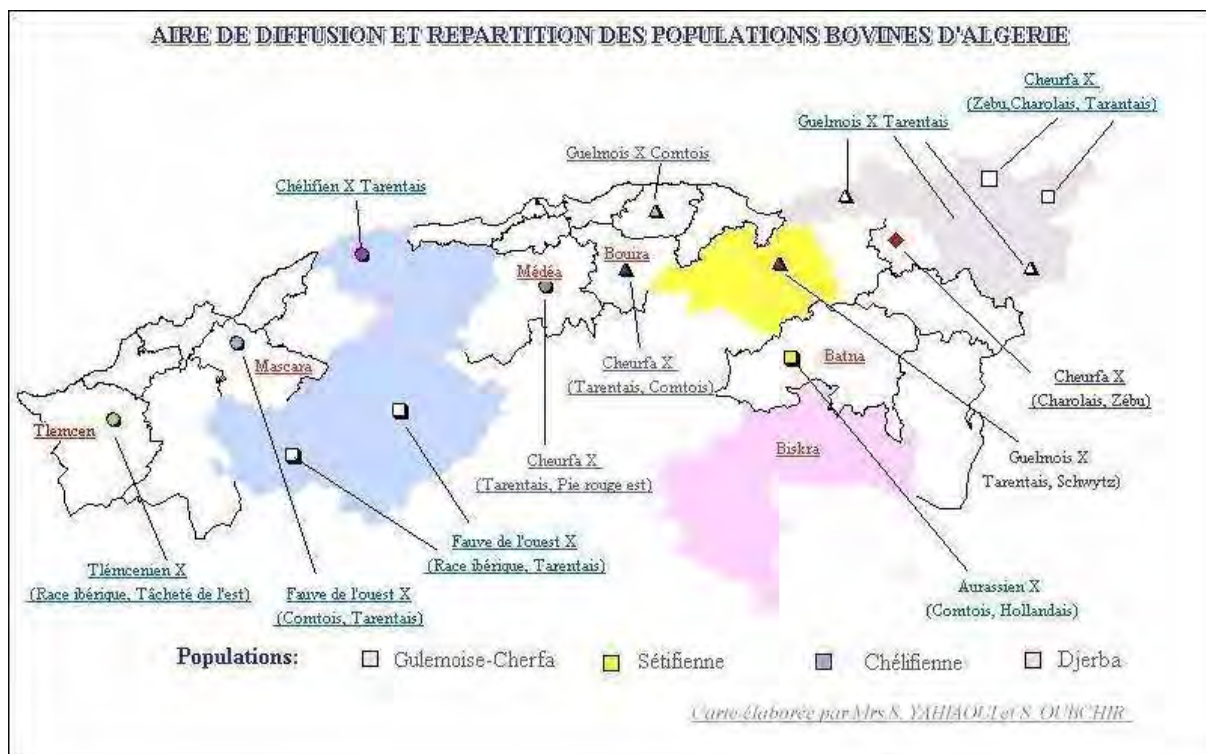 AIRE DE DIFFUSION ET REPARTITION DES POPULATIONS BOVINES D'ALGERIE
Cheurfa X
(Zébu,Charolais, Tarantais)
Guelmois X Tarentais
Guelmois X Comtois
Chélifien X Tarentais
Médéa
Bouira
Mascara
Cheurfa X
(Tarentais, Comtois)
Batna
Cheurfa X
(Charolais, Zébu)
Tlemcen
Cheurfa X
(Tarentais, Pie rouge est)
Biskra
Guelmois X
Tarentais, Schwytz)
Fauve de l'ouest X
(Race ibérique, Tarentais)
Tlémcenien X
(Race ibérique, Tâcheté de l'est)
Fauve de l'ouest X
(Comtois, Tarentais)
Aurassien X
(Comtois, Hollandais)
Populations:
Gulemoise-Cherfa
Sétifienne
Chélifienne
Djerba
Carte élaborée par Mrs S. YAHIAOUI et S. OUBCHIR